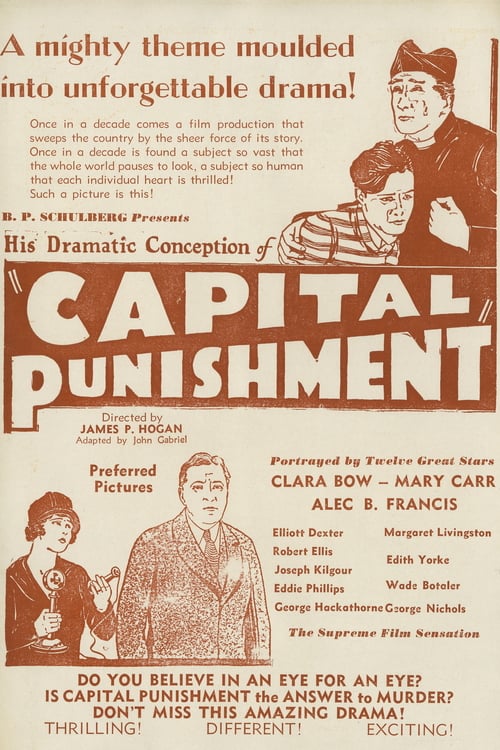 A mighty theme moulded
into unforgettable drama!
Once in a decade comes a film production that
sweeps the country by the sheer force of its story.
Once in a decade is found a subject so vast that
the whole world pauses to look, a subject so human
that each individual heart is thrilled!
Such a picture is this!
B. P. SCHULBERG Presents
His Dramatic Conception of
"CAPITAL
PUNISHMENT"
Directed by
JAMES P. HOGAN
Adapted by John Gabriel
Preferred
Pictures
Portrayed by Twelve Great Stars
CLARA BOW – MARY CARR
ALEC B. FRANCIS
Elliott Dexter
Robert Ellis
Joseph Kilgour
Eddie Phillips
George Hackathorne
Margaret Livingston
Edith Yorke
Wade Botaler
George Nichols
The Supreme Film Sensation
DO YOU BELIEVE IN AN EYE FOR AN EYE?
IS CAPITAL PUNISHMENT the ANSWER to MURDER?
DON'T MISS THIS AMAZING DRAMA!
THRILLING! DIFFERENT! EXCITING!